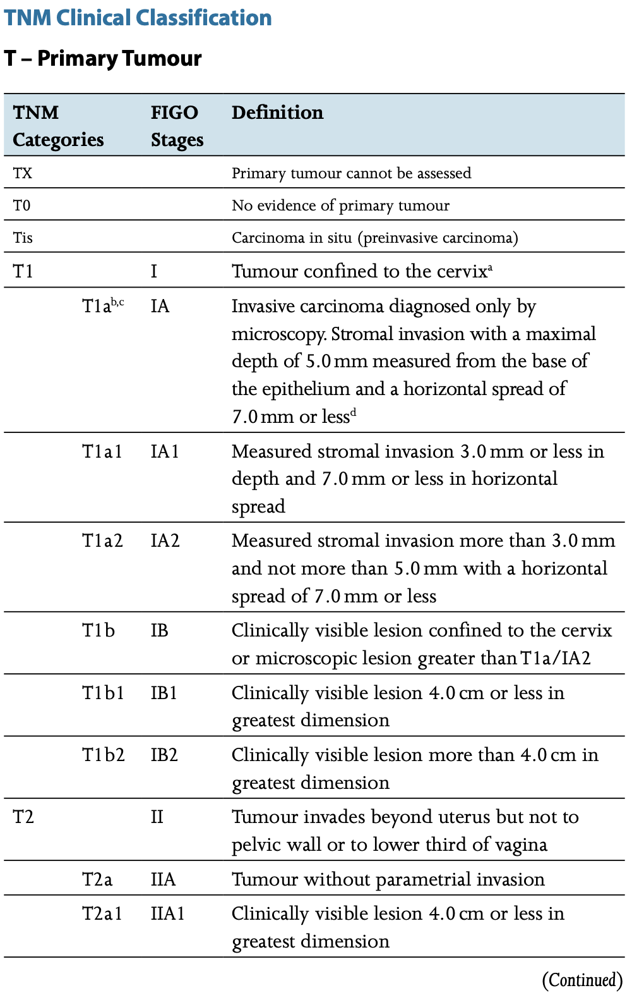 TNM Clinical Classification
T – Primary Tumour
TNM Categories FIGO Stages Definition
TX Primary tumour cannot be assessed
T0 No evidence of primary tumour
Tis Carcinoma in situ (preinvasive carcinoma)
T1 I Tumour confined to the cervixᵃ
T1aᵇ,ᶜ IA Invasive carcinoma diagnosed only by
microscopy. Stromal invasion with a maximal
depth of 5.0 mm measured from the base of
the epithelium and a horizontal spread of
7.0 mm or lessᵈ
T1a1 IA1 Measured stromal invasion 3.0 mm or less in
depth and 7.0 mm or less in horizontal
spread
T1a2 IA2 Measured stromal invasion more than 3.0 mm
and not more than 5.0 mm with a horizontal
spread of 7.0 mm or less
T1b IB Clinically visible lesion confined to the cervix
or microscopic lesion greater than T1a/IA2
T1b1 IB1 Clinically visible lesion 4.0 cm or less in
greatest dimension
T1b2 IB2 Clinically visible lesion more than 4.0 cm in
greatest dimension
T2 II Tumour invades beyond uterus but not to
pelvic wall or to lower third of vagina
T2a IIA Tumour without parametrial invasion
T2a1 IIA1 Clinically visible lesion 4.0 cm or less in
greatest dimension
(Continued)